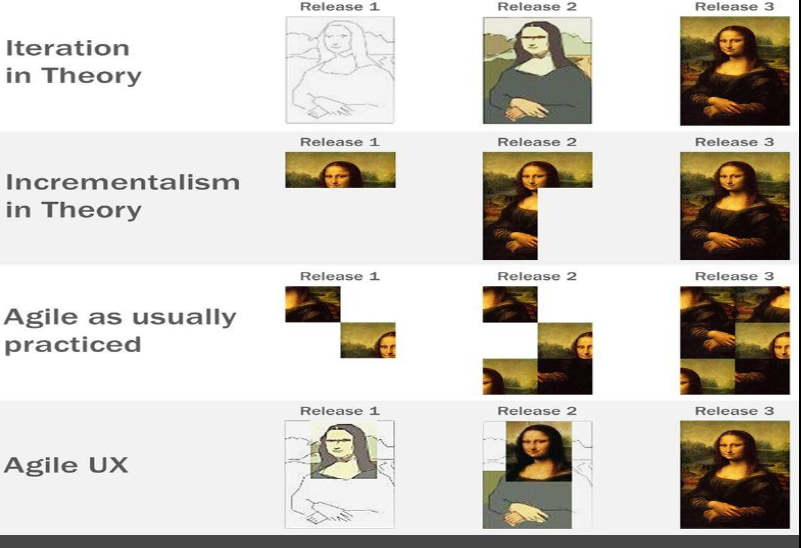 Release 1
Release 2
Release 3
Iteration
in Theory
Release 1
Release 2
Release 3
Incrementalism
in Theory
Release 1
Release 2
Release 3
Agile as usually
practiced
Release 1
Release 2
Release 3
Agile UX